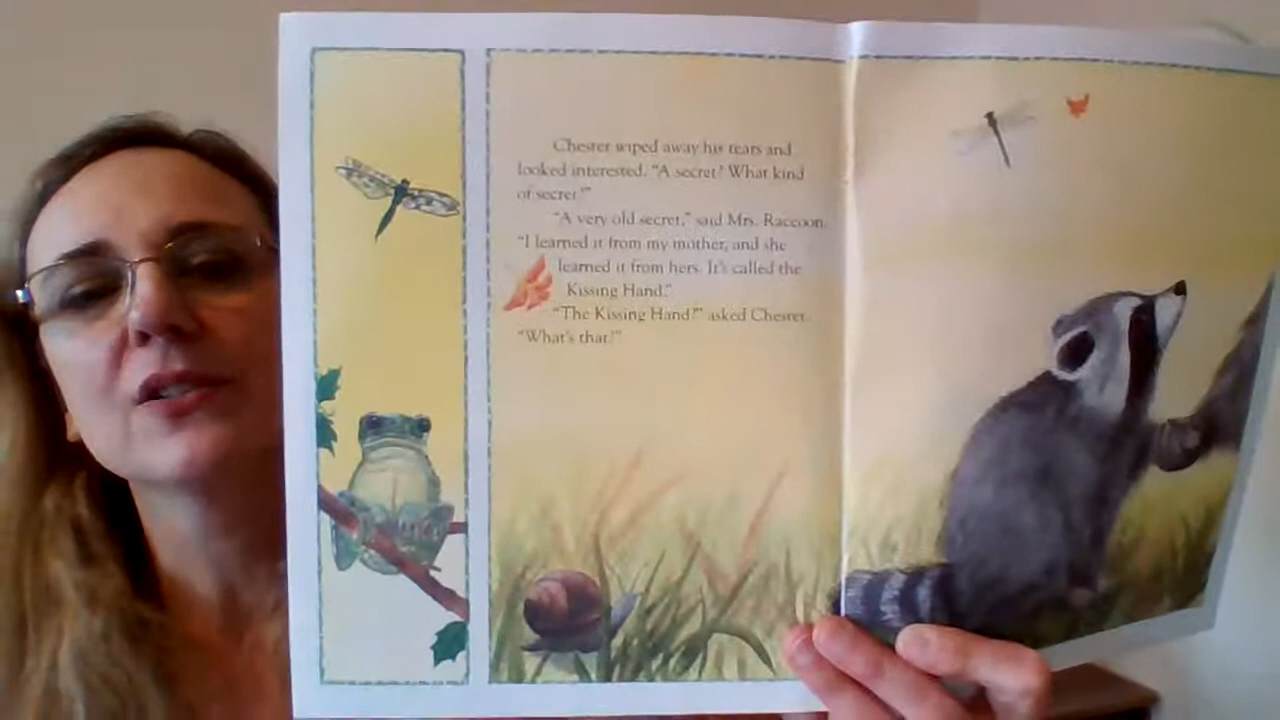 Chester wiped away his tears and
looked interested. "A secret? What kind
of secret?"
"A very old secret," said Mrs. Raccoon.
"I learned it from my mother, and she
learned it from hers. It's called the
Kissing Hand."
"The Kissing Hand?" asked Chester.
"What's that?"